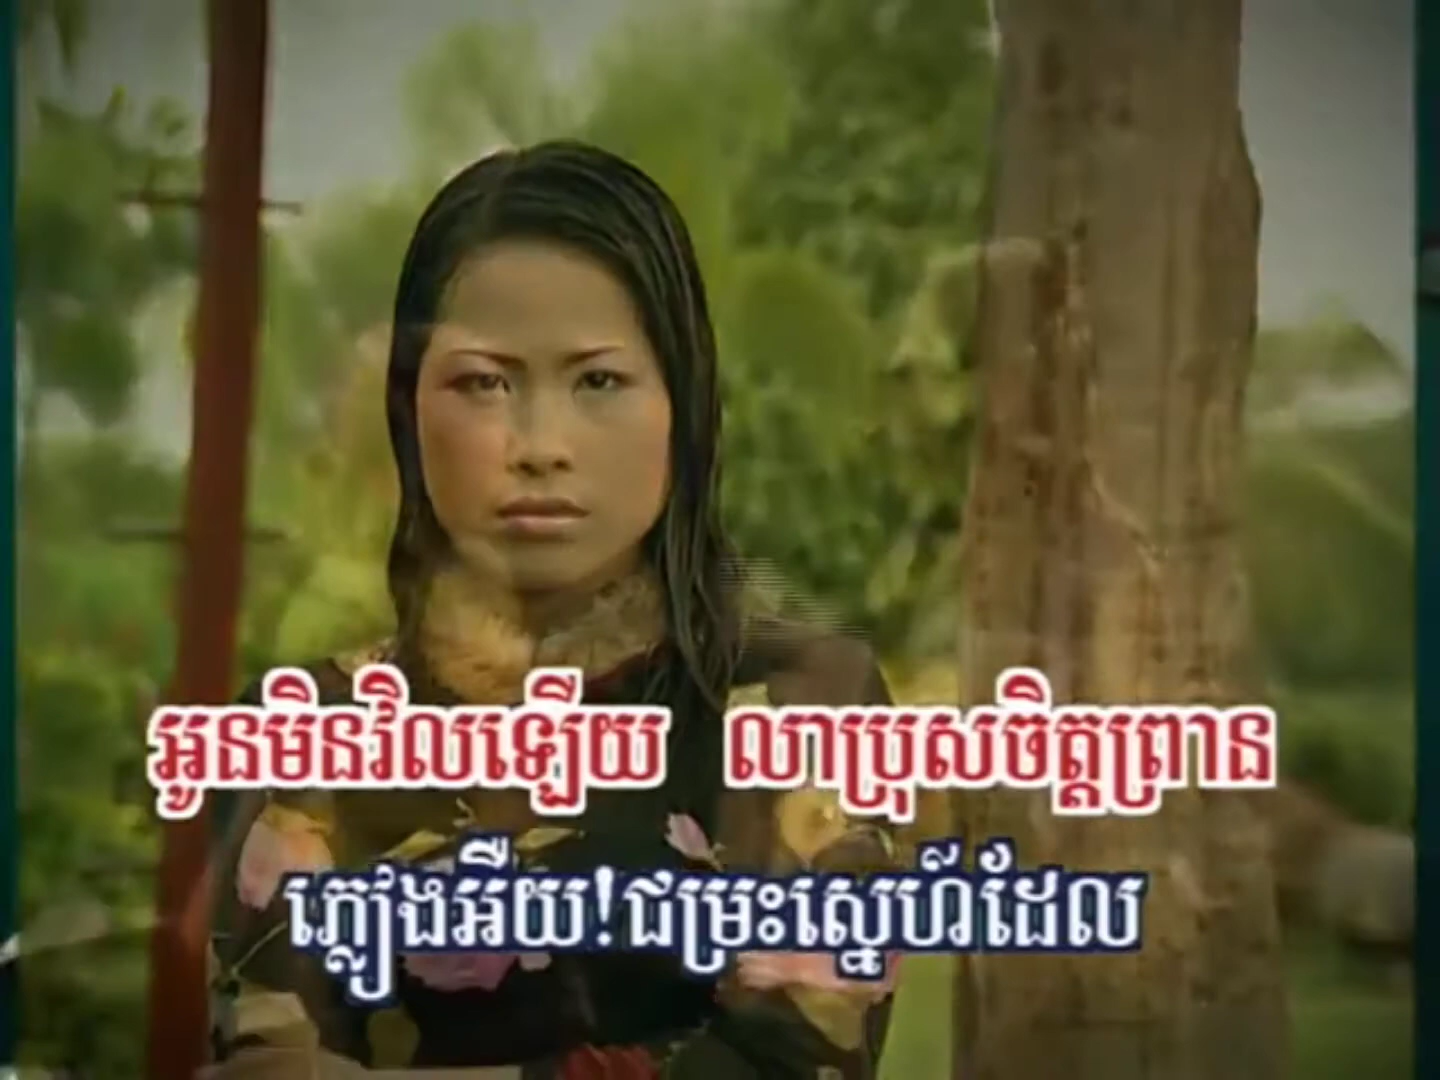 អូនមិនវិលឡើយ លាប្រុសចិត្តព្រាន
ភ្លៀងអើយ!ជម្រះស្នេហ៍ដែល